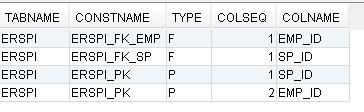 TABNAME CONSTNAME TYPE COLSEQ COLNAME
ERSPI ERSPI_FK_EMP F 1 EMP_ID
ERSPI ERSPI_FK_SP F 1 SP_ID
ERSPI ERSPI_PK P 1 SP_ID
ERSPI ERSPI_PK P 2 EMP_ID